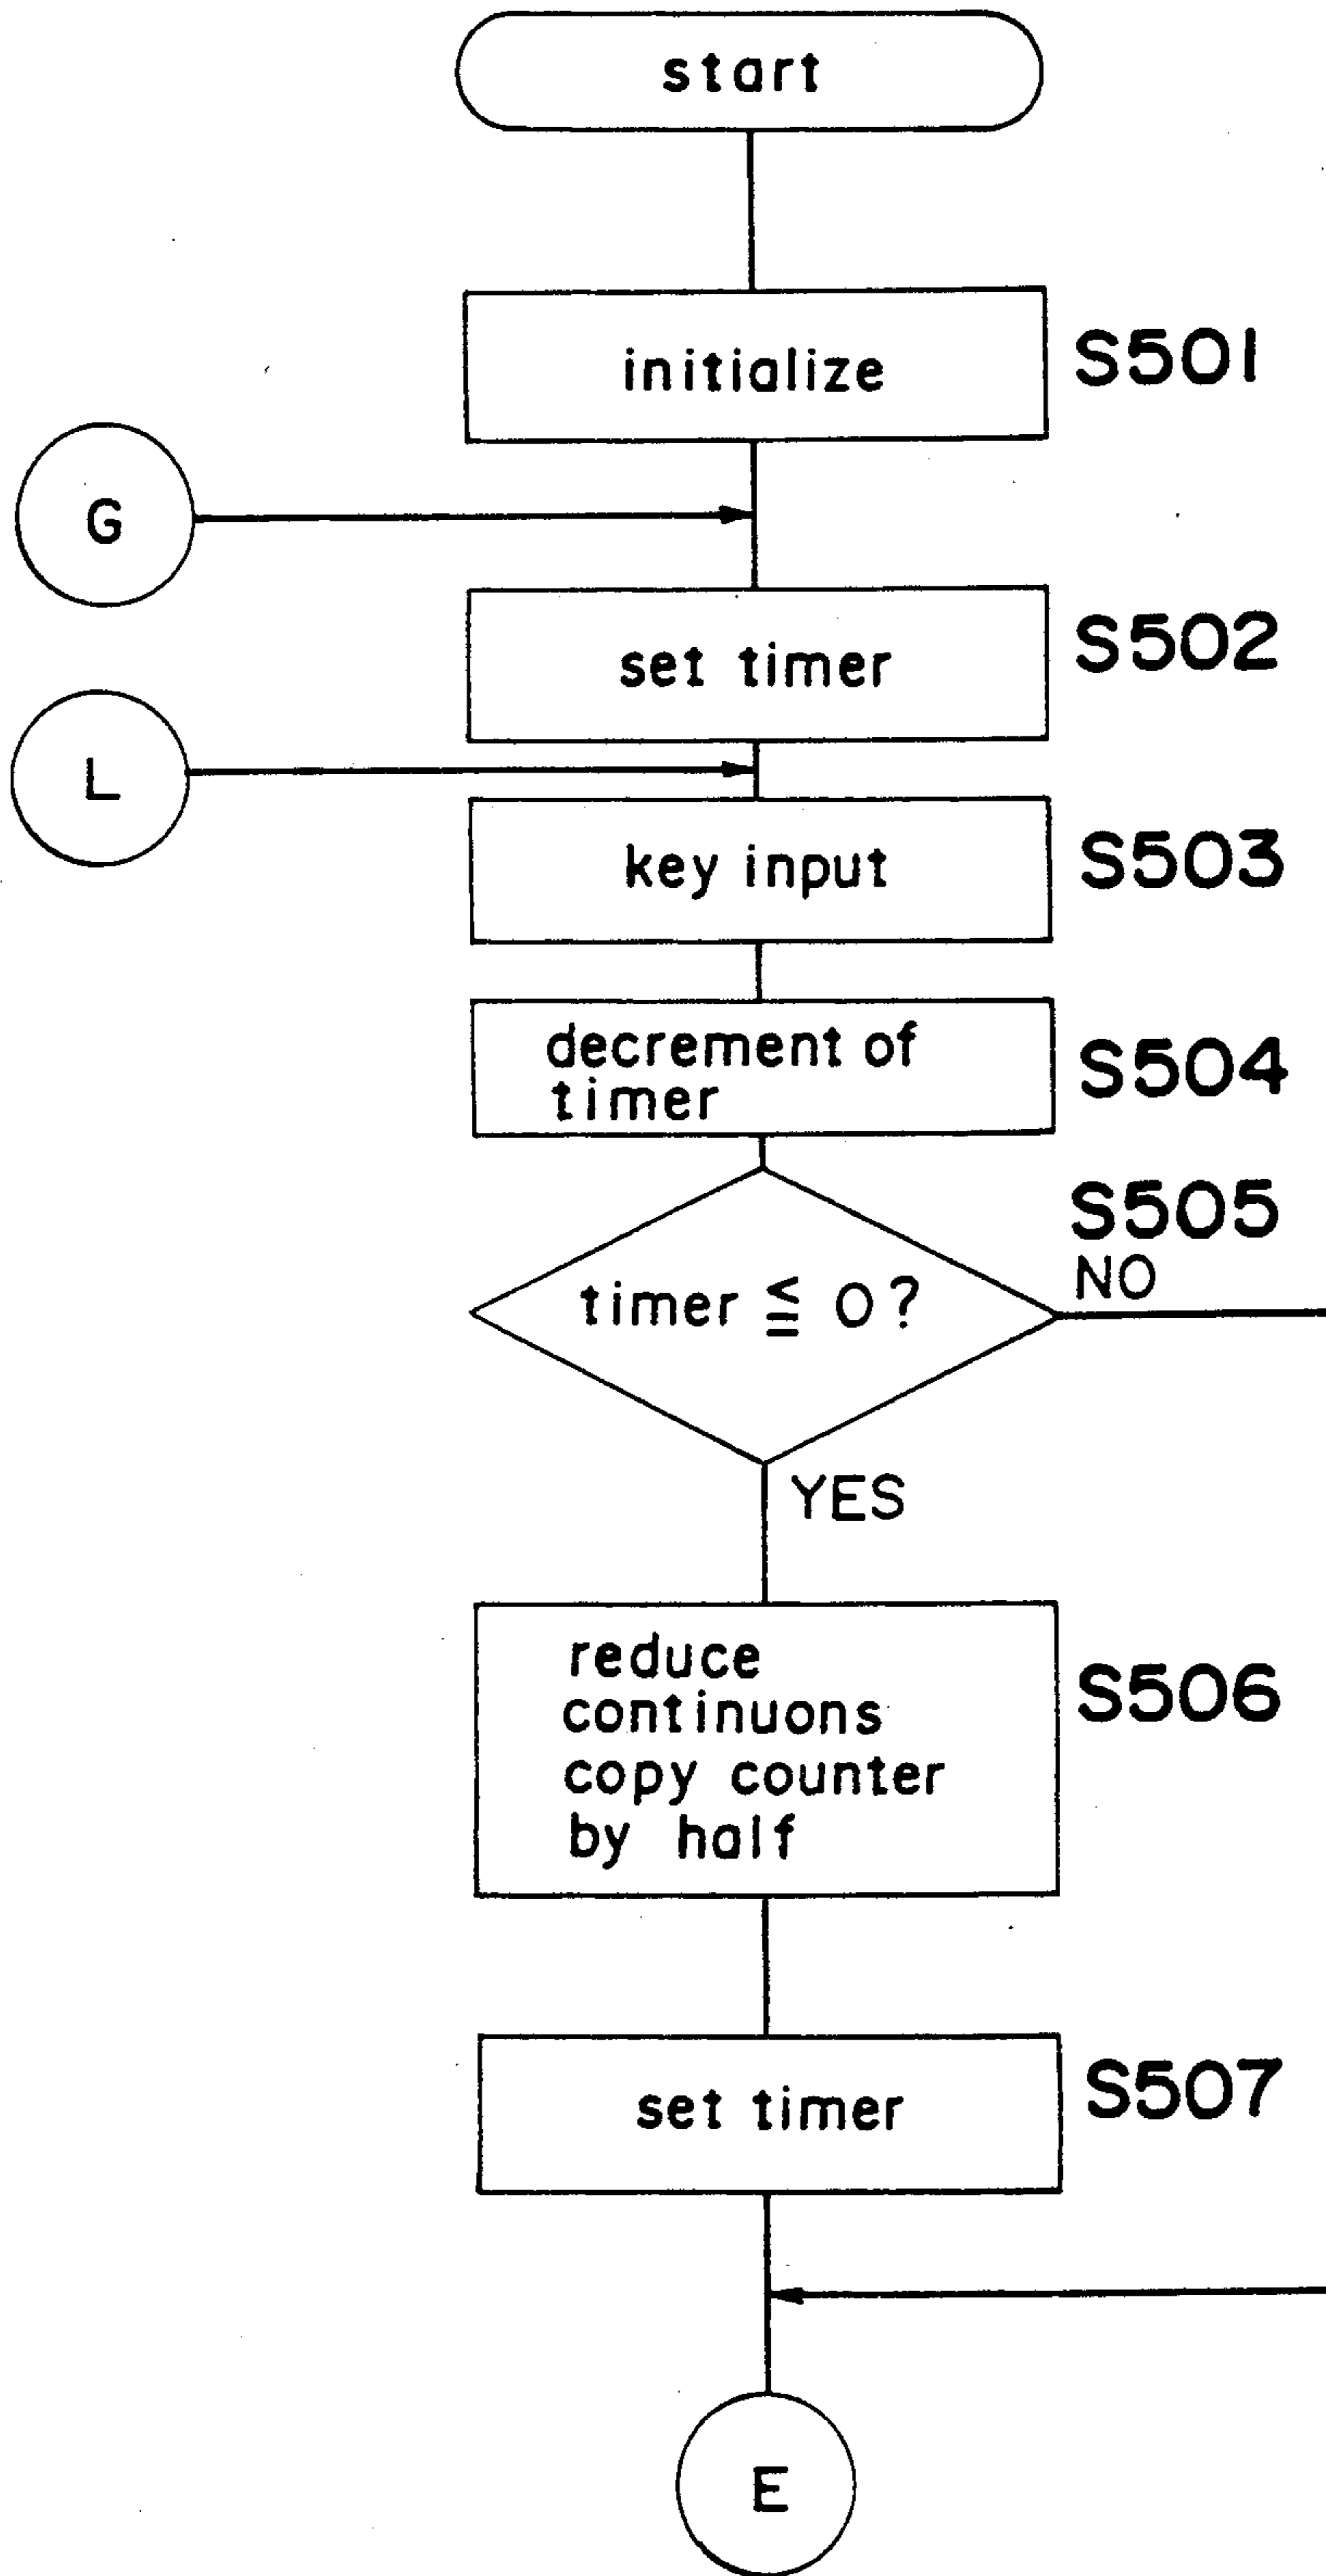 start
initialize
S501
G
set timer
S502
L
key input
S503
decrement of
timer
S504
S505
timer ≦ 0?
NO
YES
reduce
continuons
copy counter
by half
S506
set timer
S507
E